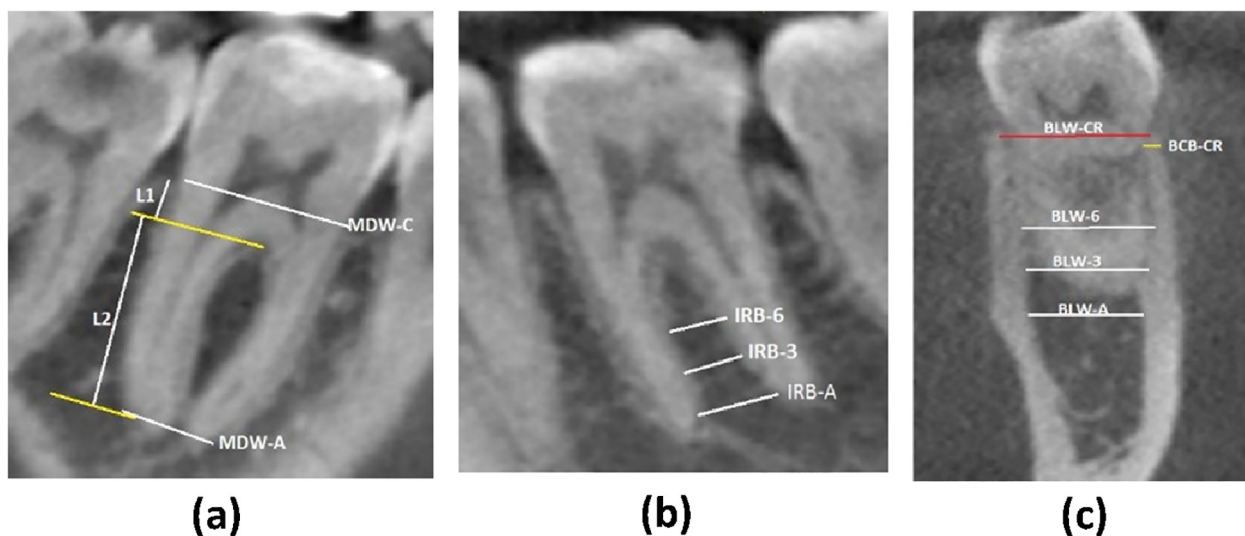 L1
MDW-C
L2
MDW-A
IRB-6
IRB-3
IRB-A
BLW-CR
BCB-CR
BLW-6
BLW-3
BLW-A
(a)
(b)
(c)